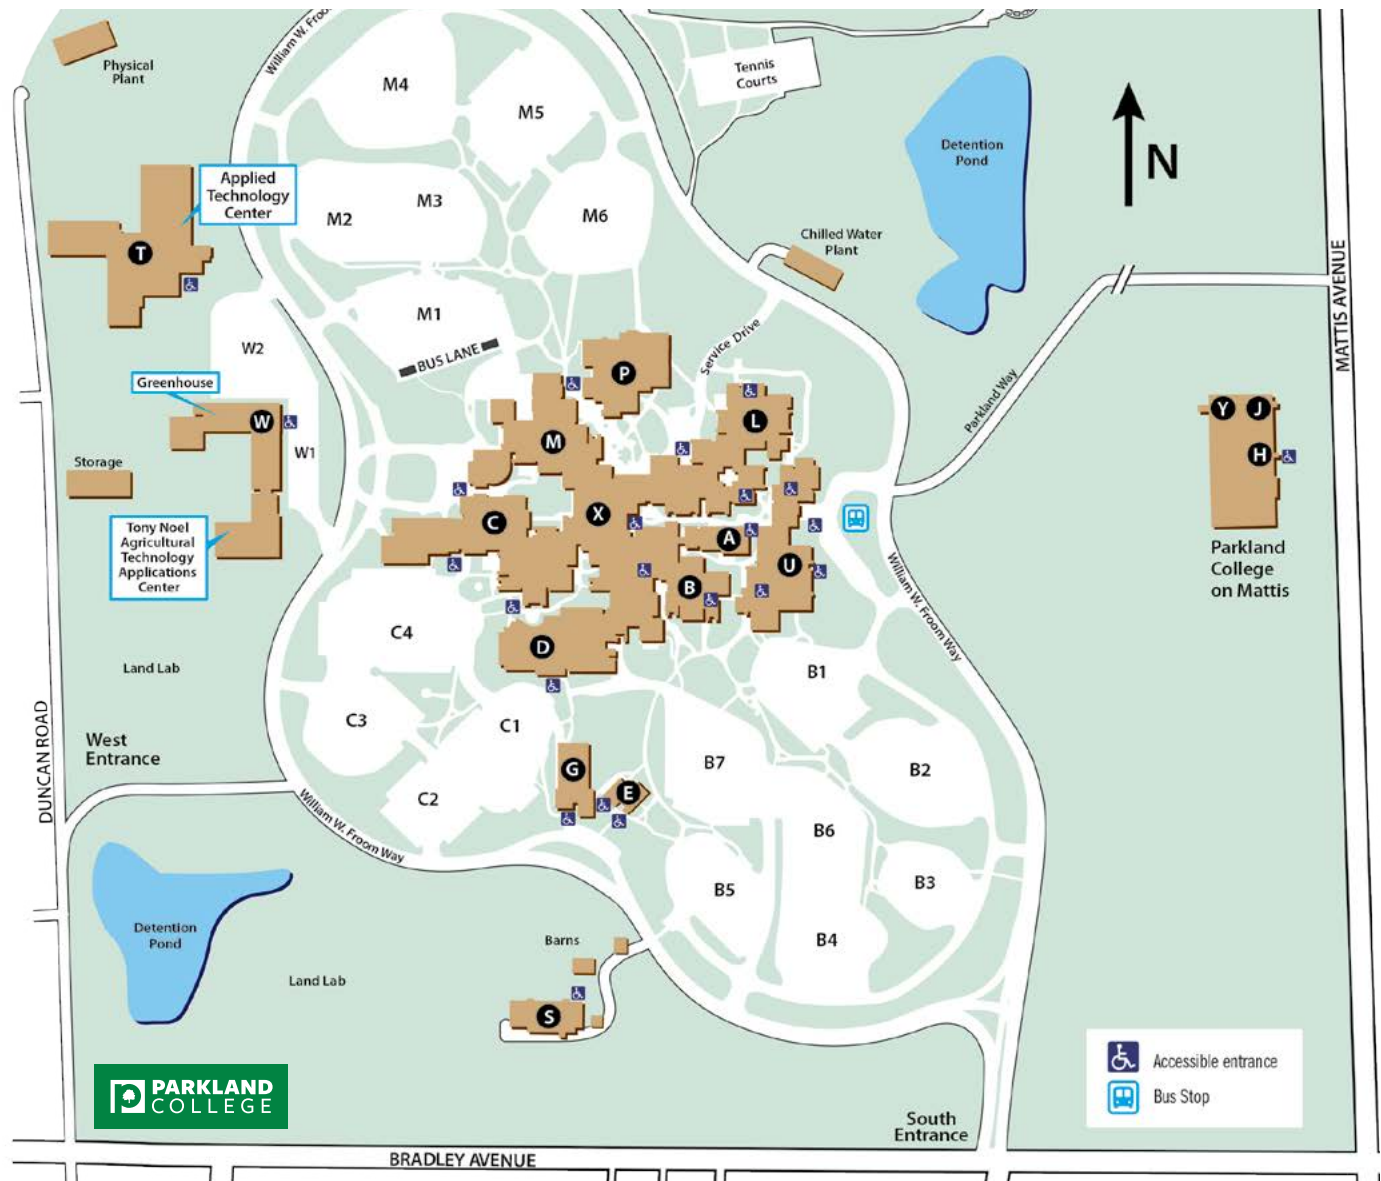 William W. Froo
Physical
Plant
M4
M5
Tennis
Courts
Detention
Pond
N
Applied
Technology
Center
M2
M3
M6
T
Chilled Water
Plant
MATTIS AVENUE
M1
BUS LANE
W2
Service Drive
P
Greenhouse
W
W1
Storage
L
M
Parkland Way
Y
J
H
C
X
A
U
B
Tony Noel
Agricultural
Technology
Applications
Center
Parkland
College
on Mattis
William W. Froom Way
C4
D
B1
Land Lab
C3
C1
West
Entrance
DUNCAN ROAD
G
E
B7
B2
C2
B6
William W. Froom Way
B5
B3
B4
Detention
Pond
Barns
Land Lab
S
PARKLAND
COLLEGE
Accessible entrance
Bus Stop
South
Entrance
BRADLEY AVENUE